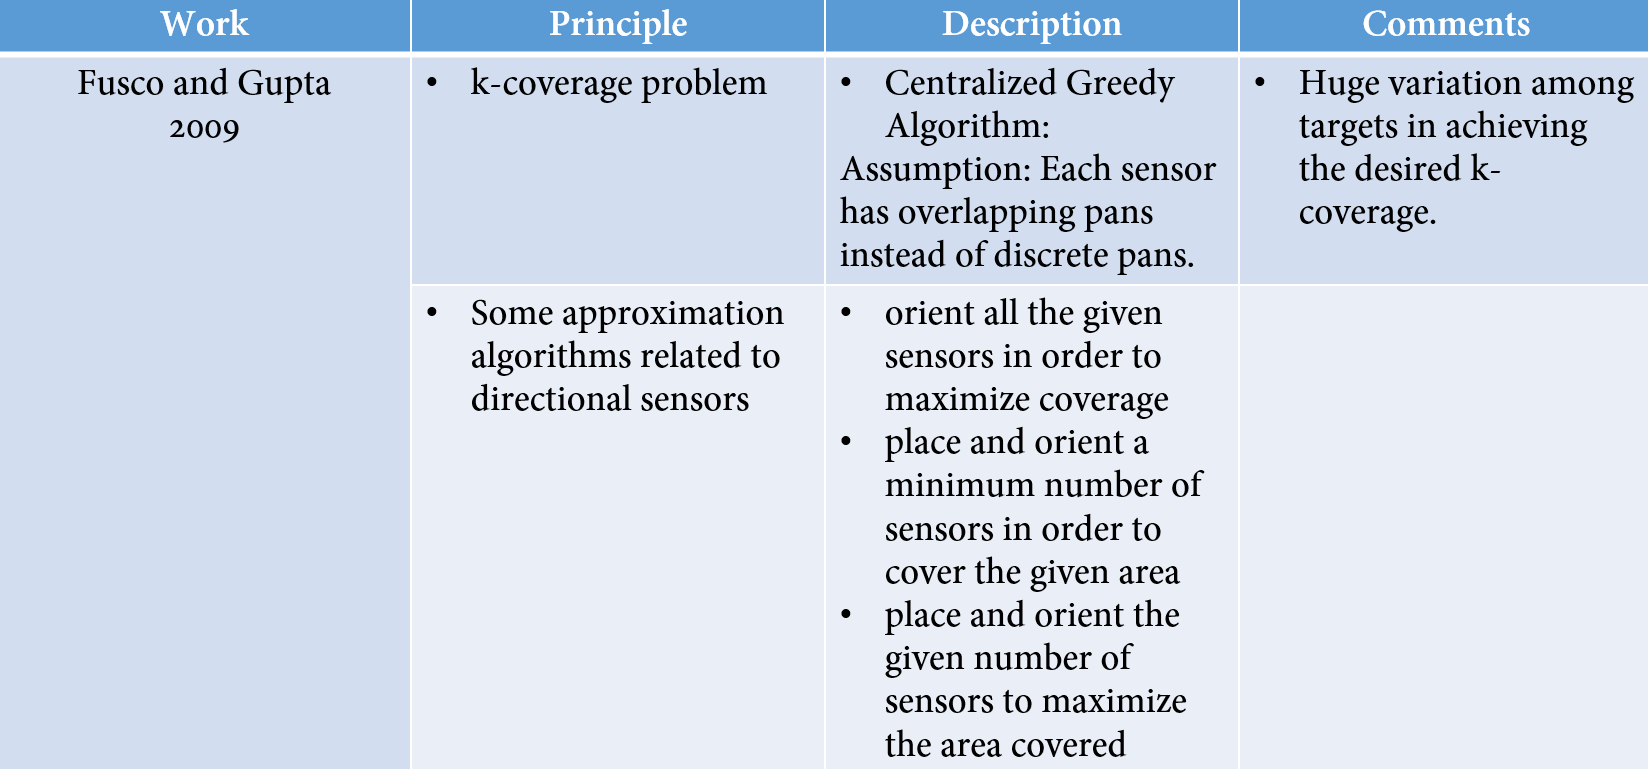 Work
Principle
Description
Comments
Fusco and Gupta
2009
• k-coverage problem
• Centralized Greedy
Algorithm:
Assumption: Each sensor
has overlapping pans
instead of discrete pans.
• Huge variation among
targets in achieving
the desired k-
coverage.
• Some approximation
algorithms related to
directional sensors
• orient all the given
sensors in order to
maximize coverage
• place and orient a
minimum number of
sensors in order to
cover the given area
• place and orient the
given number of
sensors to maximize
the area covered